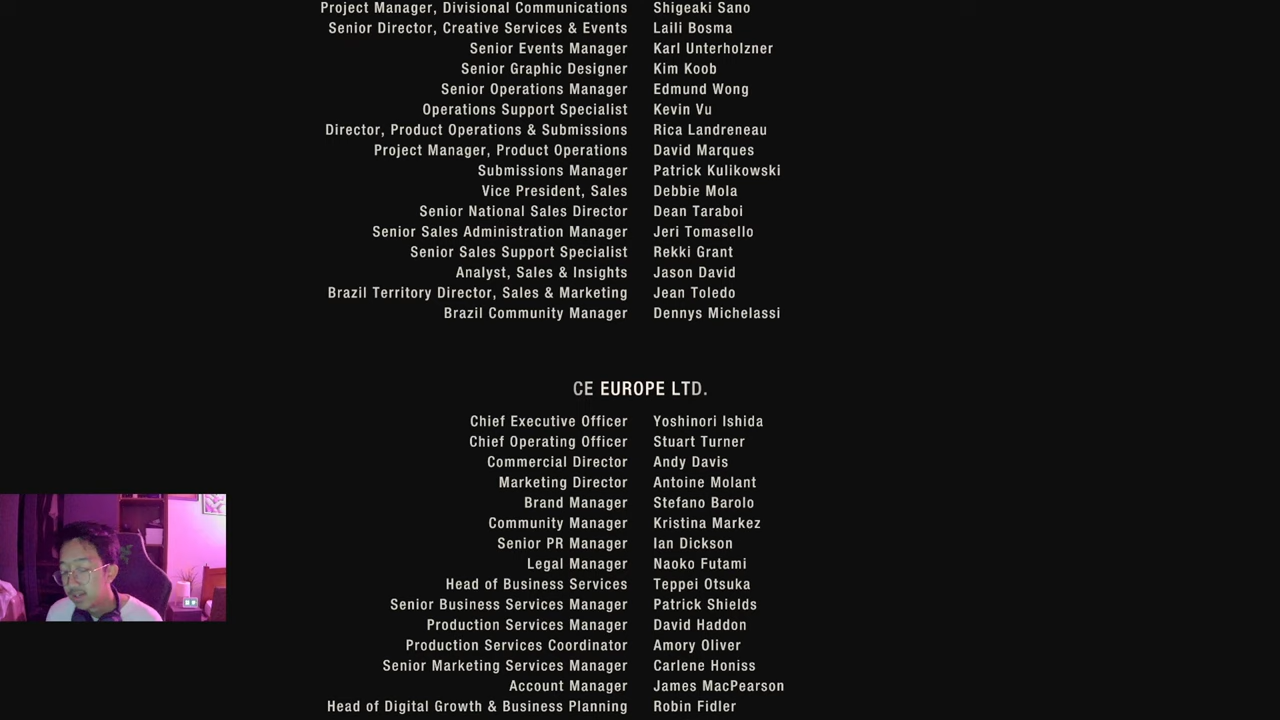 Project Manager, Divisional Communications Shigeaki Sano
Senior Director, Creative Services & Events Laili Bosma
Senior Events Manager Karl Unterholzner
Senior Graphic Designer Kim Koob
Senior Operations Manager Edmund Wong
Operations Support Specialist Kevin Vu
Director, Product Operations & Submissions Rica Landreneau
Project Manager, Product Operations David Marques
Submissions Manager Patrick Kulikowski
Vice President, Sales Debbie Mola
Senior National Sales Director Dean Taraboi
Senior Sales Administration Manager Jeri Tomasello
Senior Sales Support Specialist Rekki Grant
Analyst, Sales & Insights Jason David
Brazil Territory Director, Sales & Marketing Jean Toledo
Brazil Community Manager Dennys Michelassi
CE EUROPE LTD.
Chief Executive Officer Yoshinori Ishida
Chief Operating Officer Stuart Turner
Commercial Director Andy Davis
Marketing Director Antoine Molant
Brand Manager Stefano Barolo
Community Manager Kristina Markez
Senior PR Manager Ian Dickson
Legal Manager Naoko Futami
Head of Business Services Teppei Otsuka
Senior Business Services Manager Patrick Shields
Production Services Manager David Haddon
Production Services Coordinator Amory Oliver
Senior Marketing Services Manager Carlene Honiss
Account Manager James MacPearson
Head of Digital Growth & Business Planning Robin Fidler